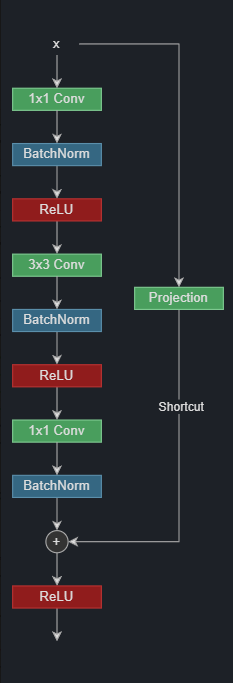 x
1x1 Conv
BatchNorm
ReLU
3x3 Conv
BatchNorm
ReLU
1x1 Conv
BatchNorm
+
ReLU
Projection
Shortcut